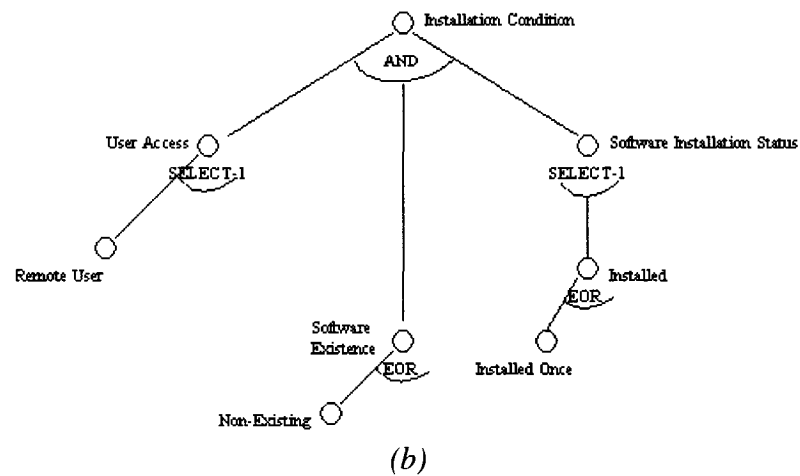 Installation Condition
AND
User Access
Software Installation Status
SELECT-1
SELECT-1
Remote User
Installed
EOR
Software
Existence
EOR
Installed Once
Non-Existing
(b)